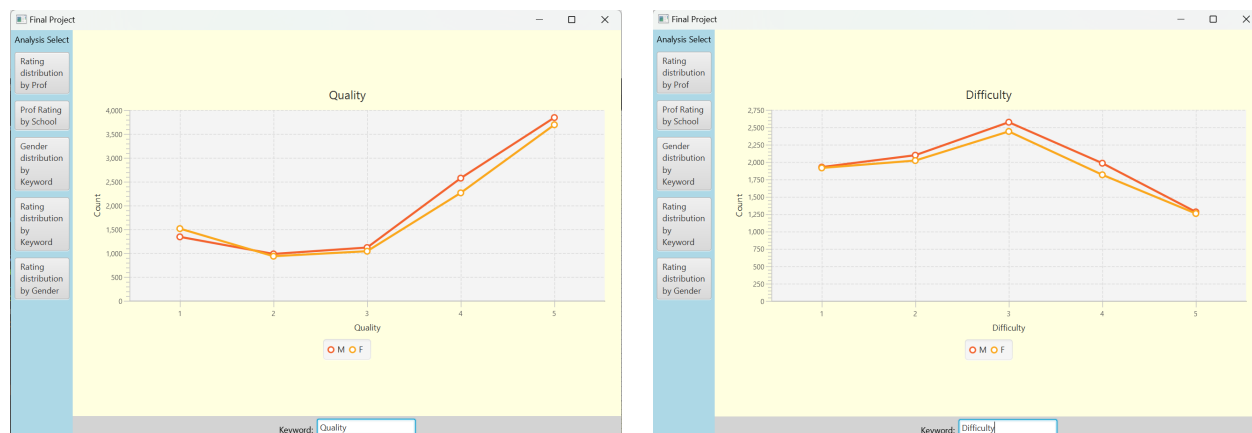 Final Project
Analysis Select
Rating
distribution
by Prof
Prof Rating
by School
Gender
distribution
by
Keyword
Rating
distribution
by
Keyword
Rating
distribution
by Gender
Quality
4,000
3,500
3,000
2,500
2,000
1,500
1,000
500
0
Count
1 2 3 4 5
Quality
M F
Keyword: Quality
Final Project
Analysis Select
Rating
distribution
by Prof
Prof Rating
by School
Gender
distribution
by
Keyword
Rating
distribution
by
Keyword
Rating
distribution
by Gender
Difficulty
2,750
2,500
2,250
2,000
1,750
1,500
1,250
1,000
750
500
250
0
Count
1 2 3 4 5
Difficulty
M F
Keyword: Difficulty